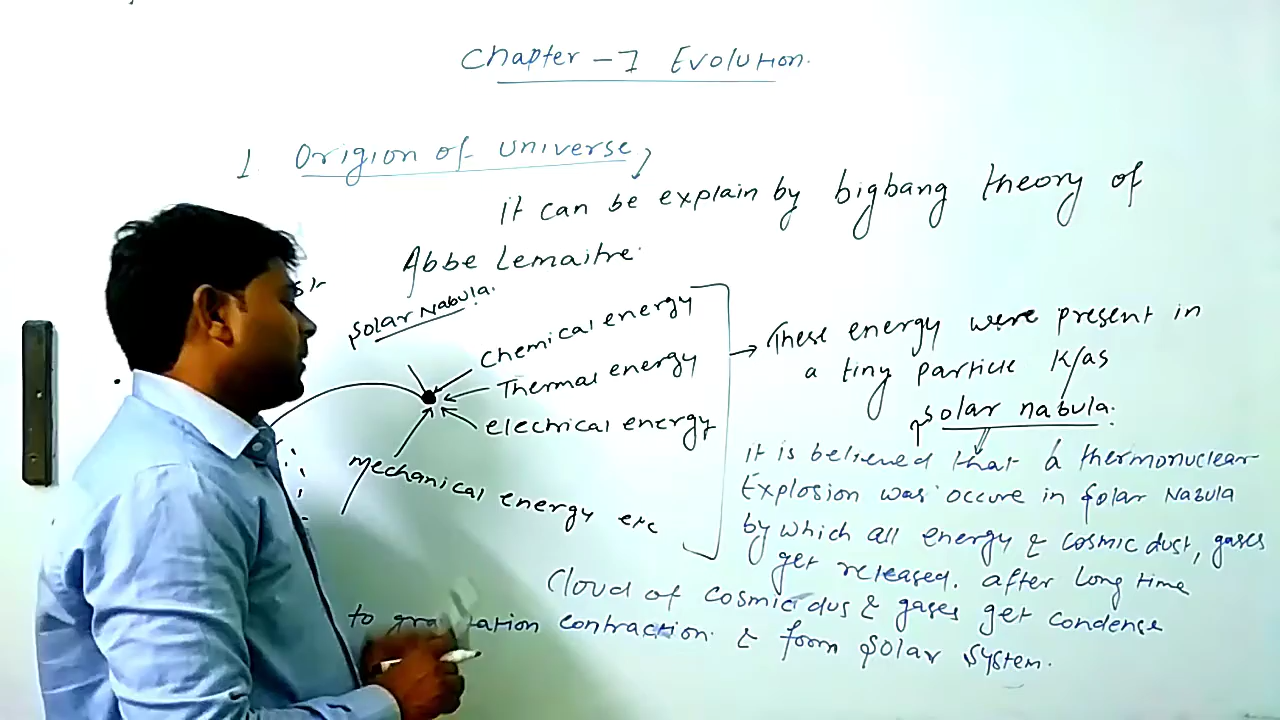 Chapter - 7 Evolution.
1. Origion of universe,
it can be explain by bigbang theory of
Abbe Lemaitre.
Solar Nabula.
Chemical energy
Thermal energy
electrical energy
mechanical energy etc
→ These energy were present in
a tiny particle K/as
solar nabula.
it is believed that a thermonuclear
Explosion was occure in solar Nabula
by which all energy & cosmic dust, gases
get released. after long time
Cloud of cosmic dus & gases get condense
to contraction. & form solar system.